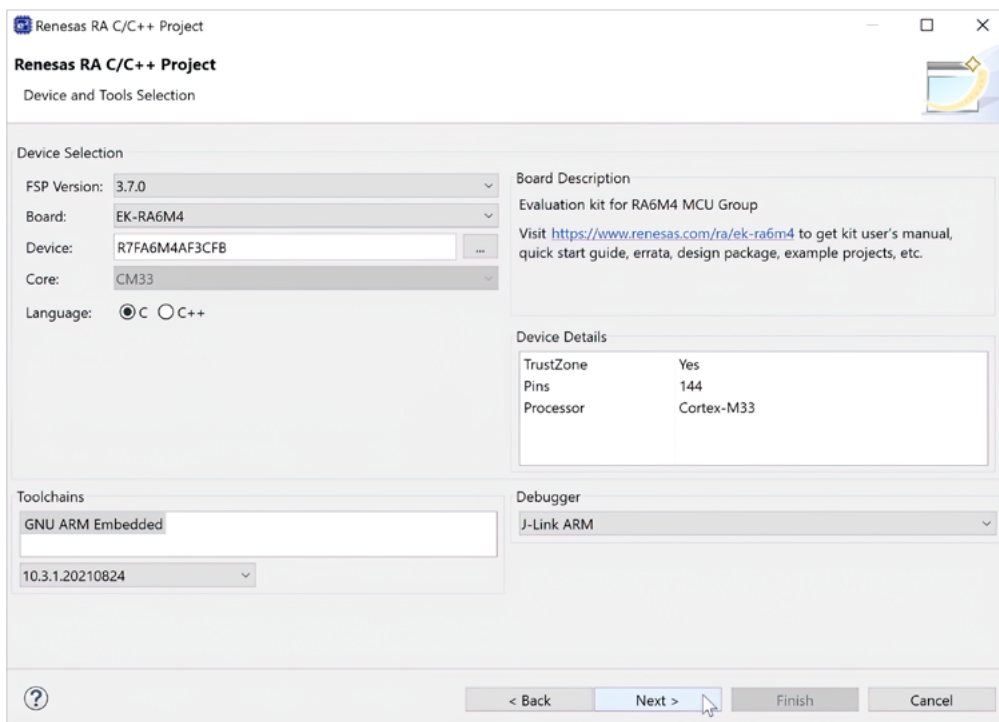 Renesas RA C/C++ Project
Renesas RA C/C++ Project
Device and Tools Selection
Device Selection
FSP Version: 3.7.0
Board: EK-RA6M4
Device: R7FA6M4AF3CFB ...
Core: CM33
Language: C C++
Board Description
Evaluation kit for RA6M4 MCU Group
Visit https://www.renesas.com/ra/ek-ra6m4 to get kit user's manual,
quick start guide, errata, design package, example projects, etc.
Device Details
TrustZone Yes
Pins 144
Processor Cortex-M33
Toolchains
GNU ARM Embedded
10.3.1.20210824
Debugger
J-Link ARM
? < Back Next > Finish Cancel